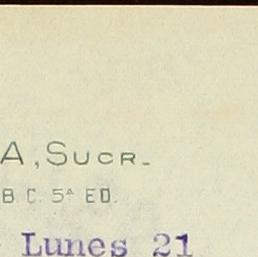 A, SUCR.
B C. 5ª ED.
Lunes 21